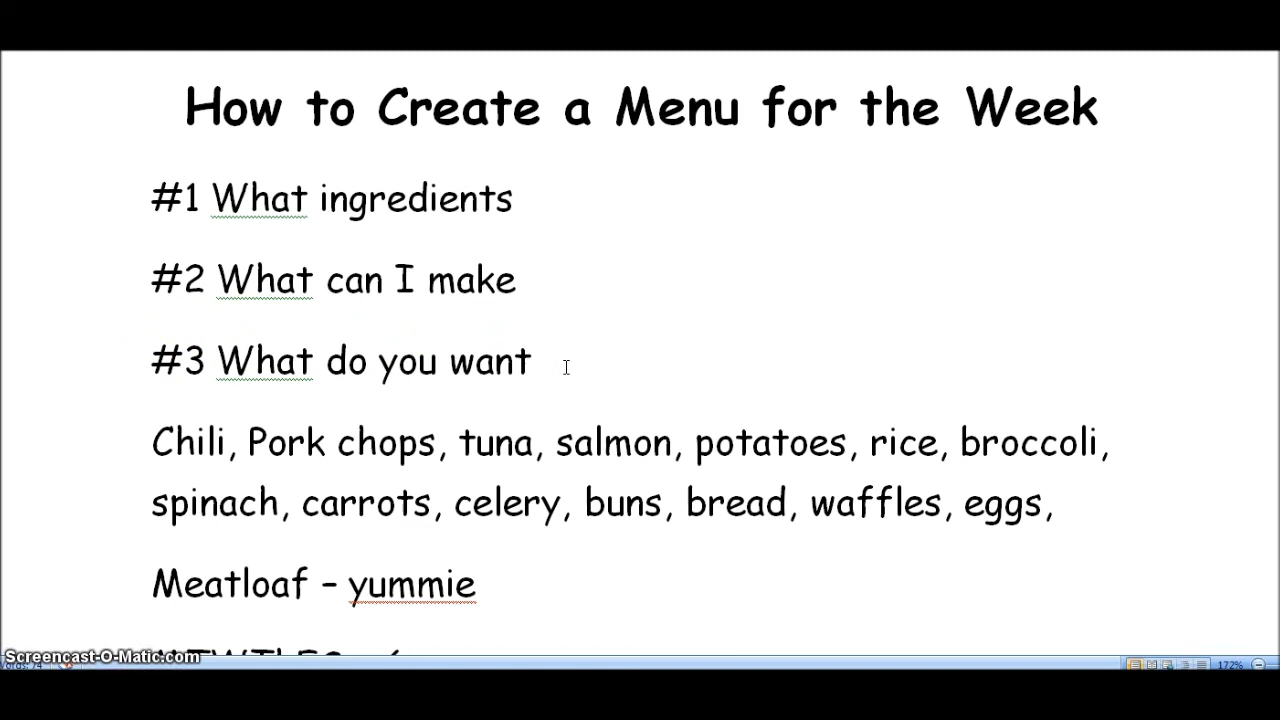 How to Create a Menu for the Week
#1 What ingredients
#2 What can I make
#3 What do you want
Chili, Pork chops, tuna, salmon, potatoes, rice, broccoli,
spinach, carrots, celery, buns, bread, waffles, eggs,
Meatloaf – yummie
Screencast-O-Matic.com
172%